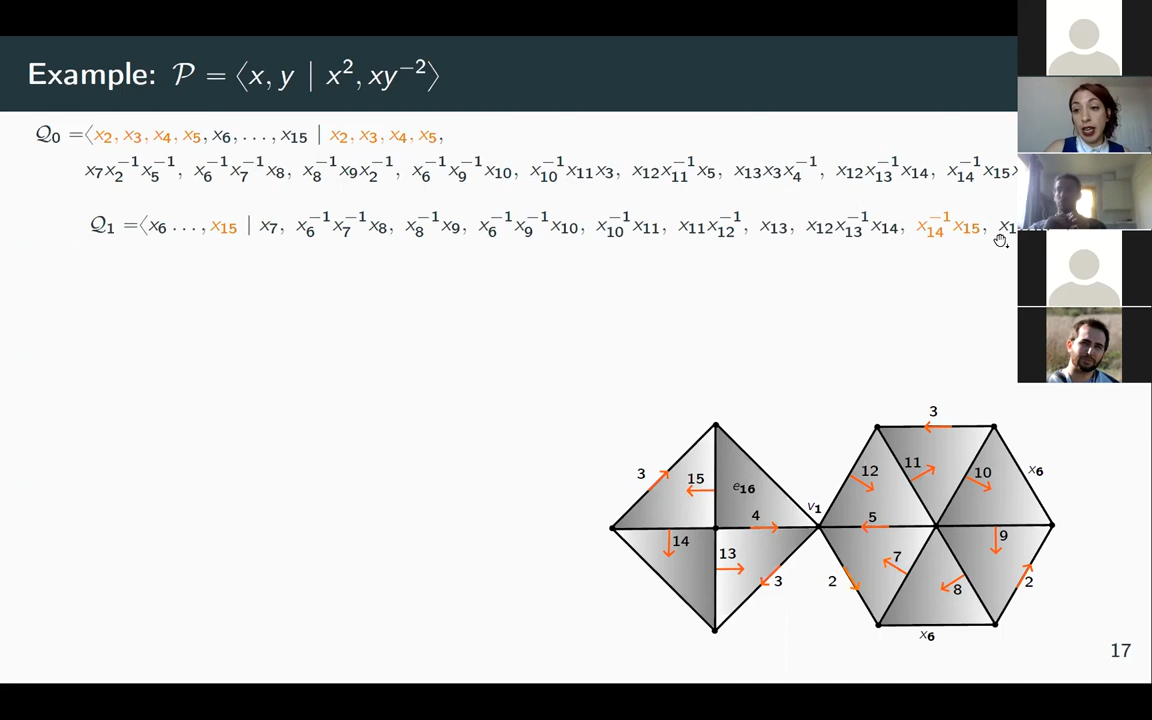 Example: 𝒫 = ⟨x, y | x², xy⁻²⟩
𝒬₀ =⟨x₂, x₃, x₄, x₅, x₆, . . . , x₁₅ | x₂, x₃, x₄, x₅,
x₇x₂⁻¹x₅⁻¹, x₆⁻¹x₇⁻¹x₈, x₈⁻¹x₉x₂⁻¹, x₆⁻¹x₉⁻¹x₁₀, x₁₀⁻¹x₁₁x₃, x₁₂x₁₁⁻¹x₅, x₁₃x₃x₄⁻¹, x₁₂x₁₃⁻¹x₁₄, x₁₄⁻¹x₁₅
𝒬₁ =⟨x₆ . . . , x₁₅ | x₇, x₆⁻¹x₇⁻¹x₈, x₈⁻¹x₉, x₆⁻¹x₉⁻¹x₁₀, x₁₀⁻¹x₁₁, x₁₁x₁₂⁻¹, x₁₃, x₁₂x₁₃⁻¹x₁₄, x₁₄⁻¹x₁₅,
3
3
15
e₁₆
4
v₁
14
13
3
12
11
10
x₆
5
9
7
2
8
2
x₆
17